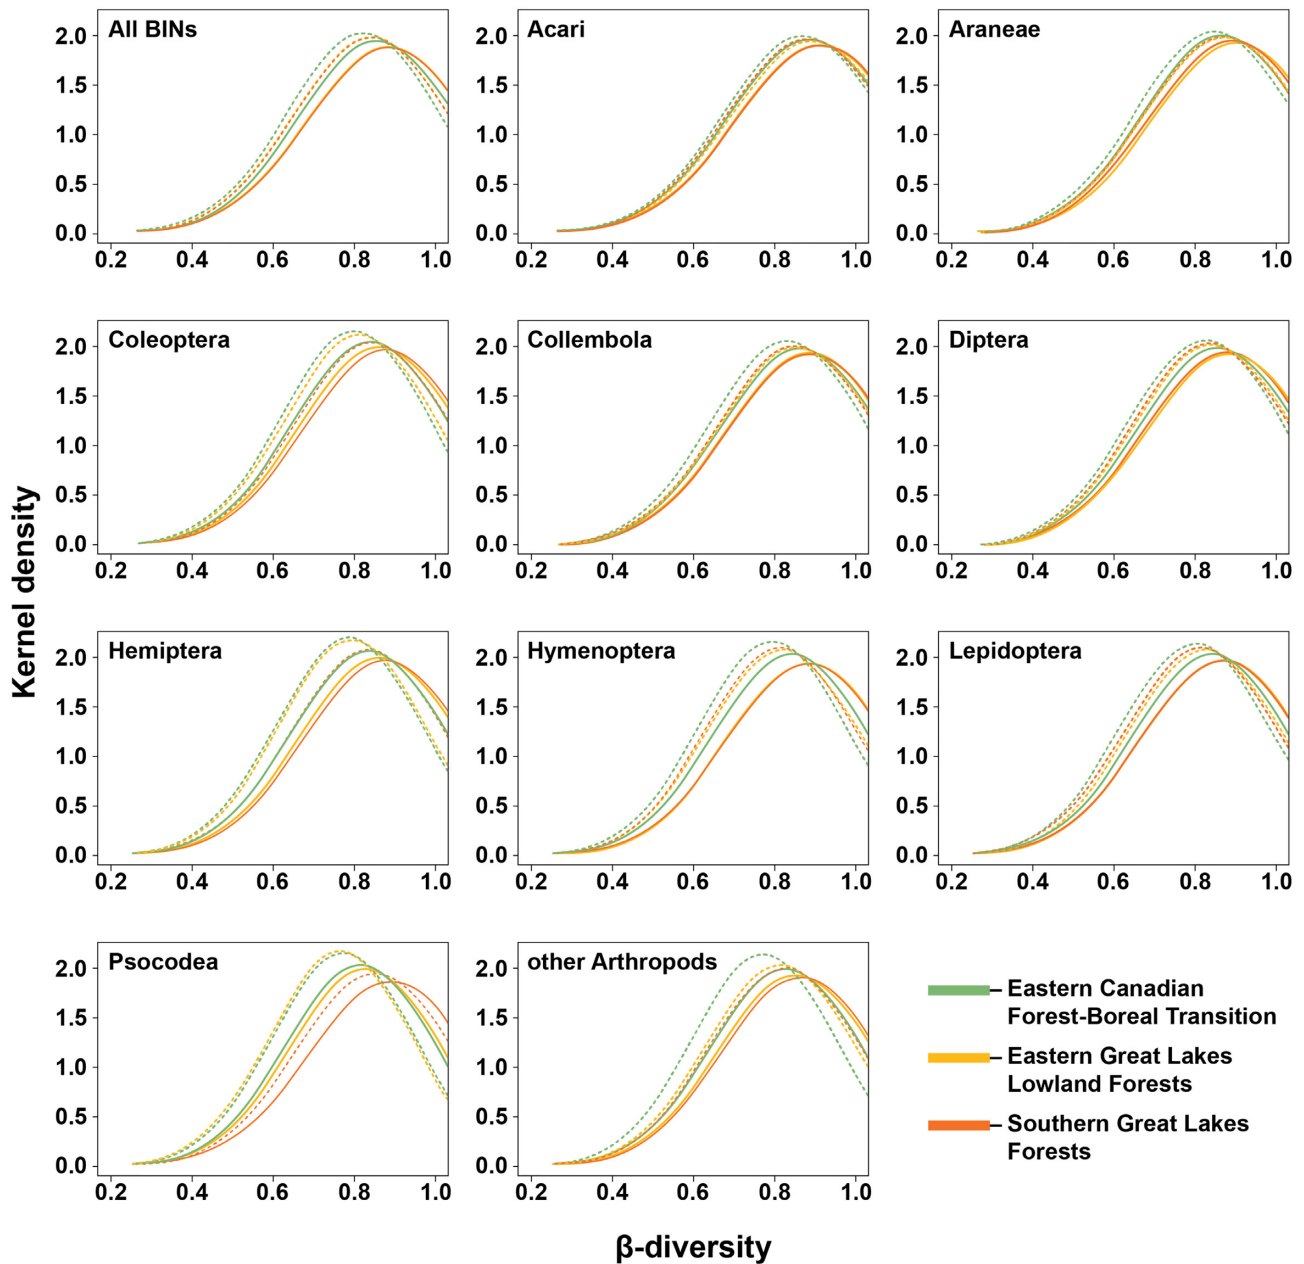 All BINs
Acari
Araneae
2.0
1.5
1.0
0.5
0.0
0.2 0.4 0.6 0.8 1.0
2.0
1.5
1.0
0.5
0.0
0.2 0.4 0.6 0.8 1.0
2.0
1.5
1.0
0.5
0.0
0.2 0.4 0.6 0.8 1.0
Coleoptera
Collembola
Diptera
2.0
1.5
1.0
0.5
0.0
0.2 0.4 0.6 0.8 1.0
2.0
1.5
1.0
0.5
0.0
0.2 0.4 0.6 0.8 1.0
2.0
1.5
1.0
0.5
0.0
0.2 0.4 0.6 0.8 1.0
Kernel density
Hemiptera
Hymenoptera
Lepidoptera
2.0
1.5
1.0
0.5
0.0
0.2 0.4 0.6 0.8 1.0
2.0
1.5
1.0
0.5
0.0
0.2 0.4 0.6 0.8 1.0
2.0
1.5
1.0
0.5
0.0
0.2 0.4 0.6 0.8 1.0
Psocodea
other Arthropods
2.0
1.5
1.0
0.5
0.0
0.2 0.4 0.6 0.8 1.0
2.0
1.5
1.0
0.5
0.0
0.2 0.4 0.6 0.8 1.0
Eastern Canadian
Forest-Boreal Transition
Eastern Great Lakes
Lowland Forests
Southern Great Lakes
Forests
β-diversity